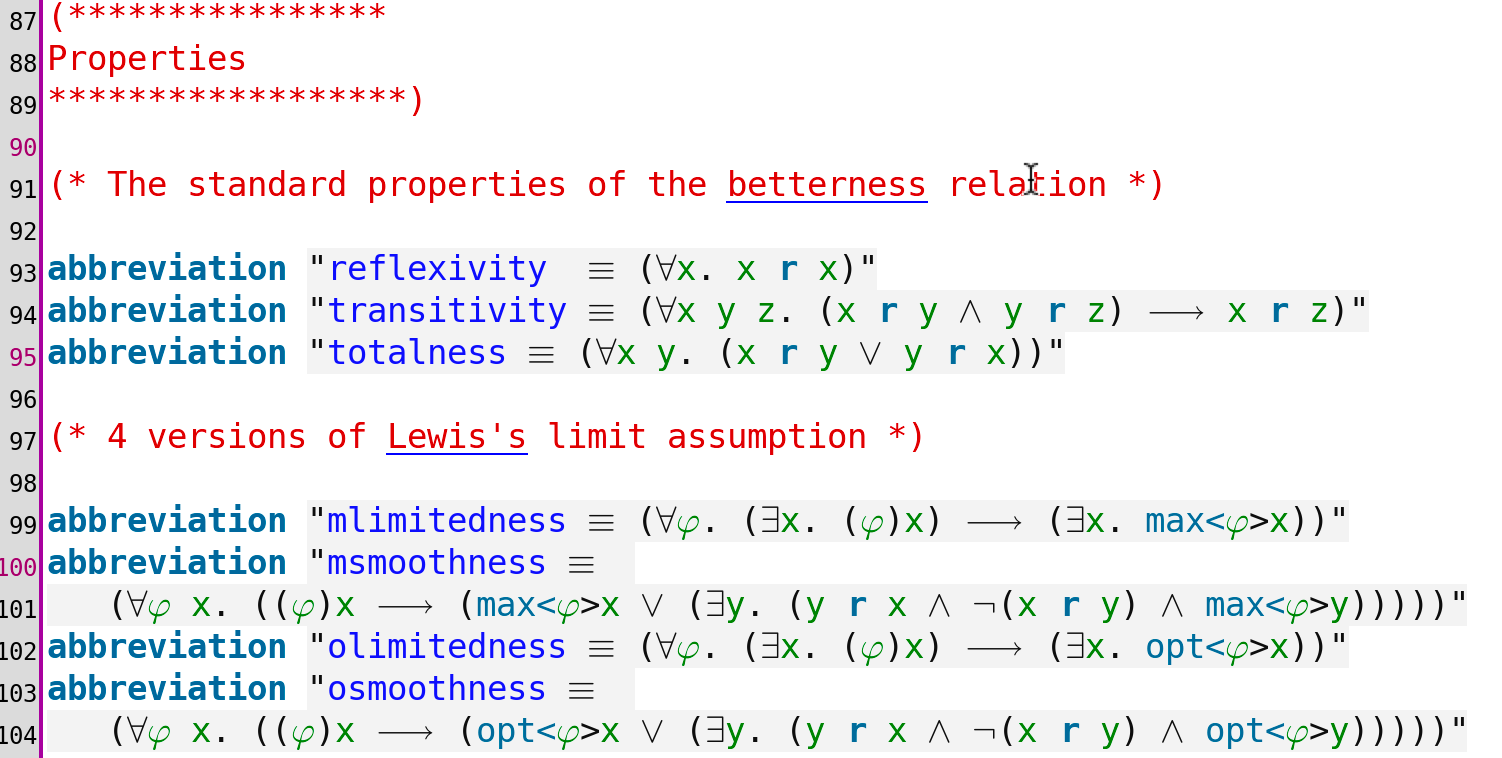 87 (****************
88 Properties
89 ******************)
90
91 (* The standard properties of the betterness relation *)
92
93 abbreviation "reflexivity  ≡ (∀x. x r x)"
94 abbreviation "transitivity ≡ (∀x y z. (x r y ∧ y r z) ⟶ x r z)"
95 abbreviation "totalness ≡ (∀x y. (x r y ∨ y r x))"
96
97 (* 4 versions of Lewis's limit assumption *)
98
99 abbreviation "mlimitedness ≡ (∀φ. (∃x. (φ)x) ⟶ (∃x. max<φ>x))"
100 abbreviation "msmoothness ≡
101    (∀φ x. ((φ)x ⟶ (max<φ>x ∨ (∃y. (y r x ∧ ¬(x r y) ∧ max<φ>y)))))"
102 abbreviation "olimitedness ≡ (∀φ. (∃x. (φ)x) ⟶ (∃x. opt<φ>x))"
103 abbreviation "osmoothness ≡
104    (∀φ x. ((φ)x ⟶ (opt<φ>x ∨ (∃y. (y r x ∧ ¬(x r y) ∧ opt<φ>y)))))"